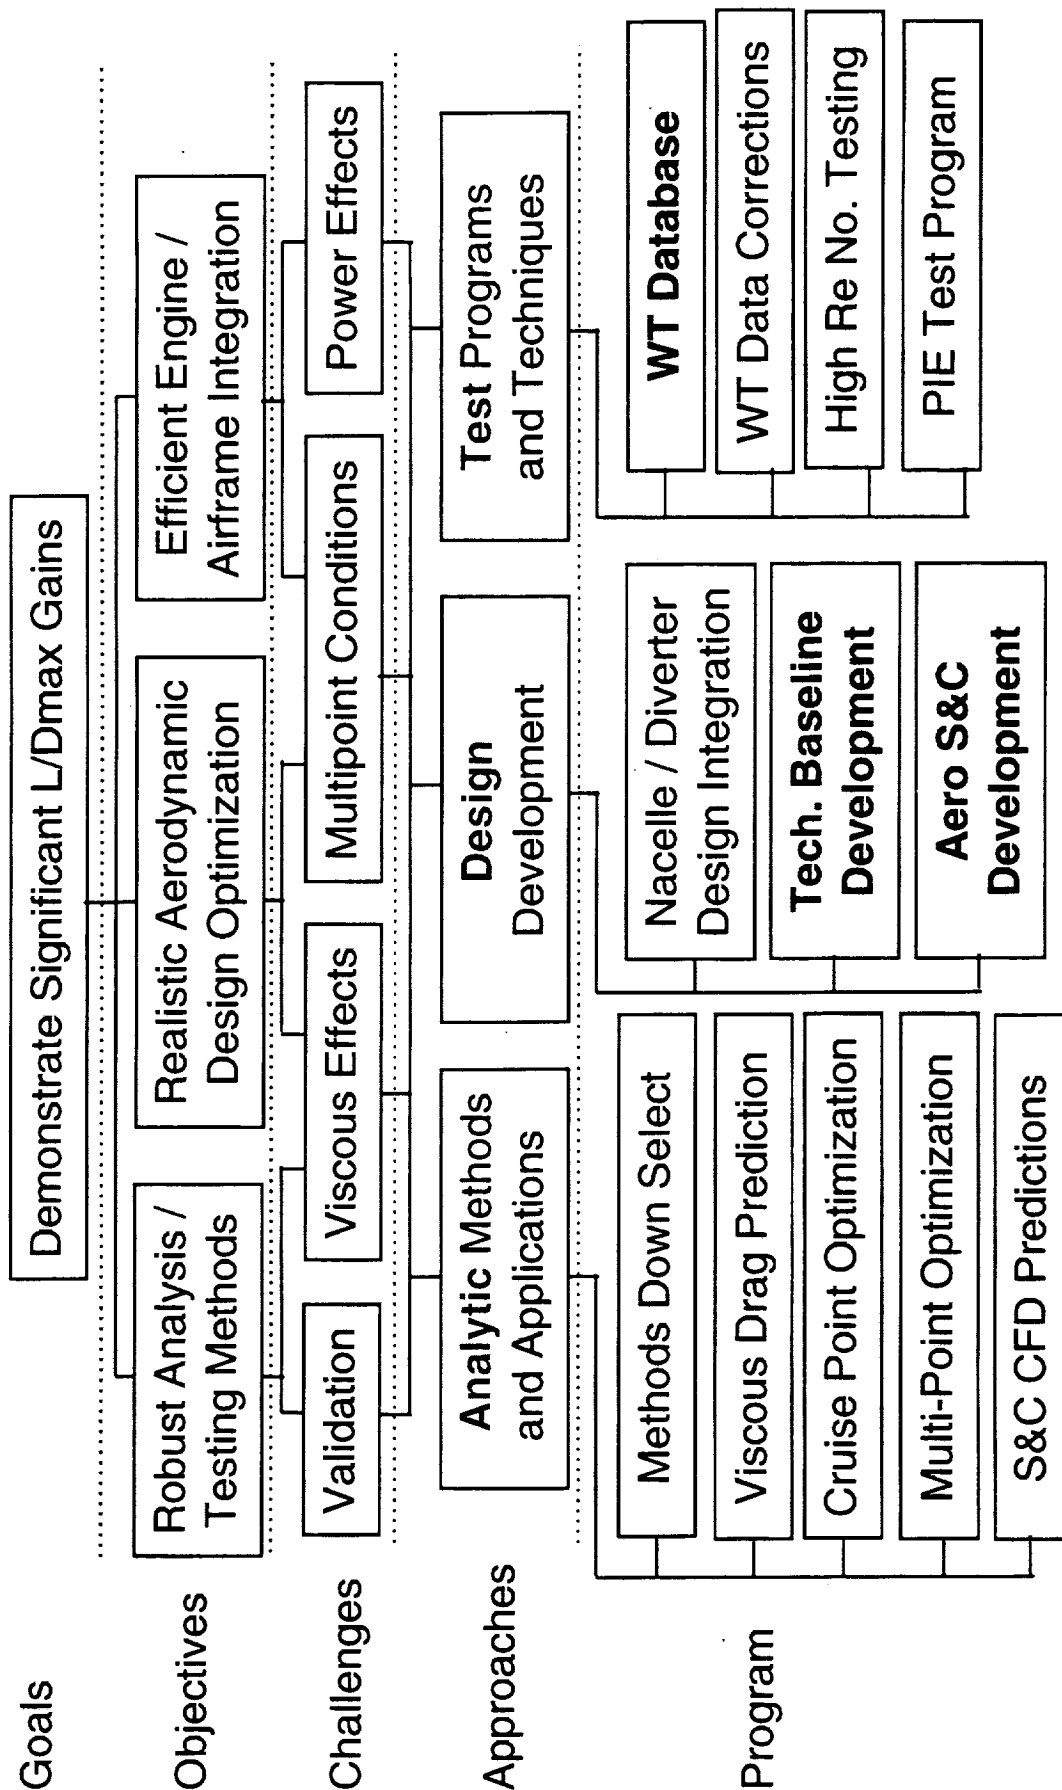 Goals
Demonstrate Significant L/Dmax Gains
Objectives
Robust Analysis /
Testing Methods
Realistic Aerodynamic
Design Optimization
Efficient Engine /
Airframe Integration
Challenges
Validation
Viscous Effects
Multipoint Conditions
Power Effects
Approaches
Analytic Methods
and Applications
Design
Development
Test Programs
and Techniques
Program
Methods Down Select
Viscous Drag Prediction
Cruise Point Optimization
Multi-Point Optimization
S&C CFD Predictions
Nacelle / Diverter
Design Integration
Tech. Baseline
Development
Aero S&C
Development
WT Database
WT Data Corrections
High Re No. Testing
PIE Test Program